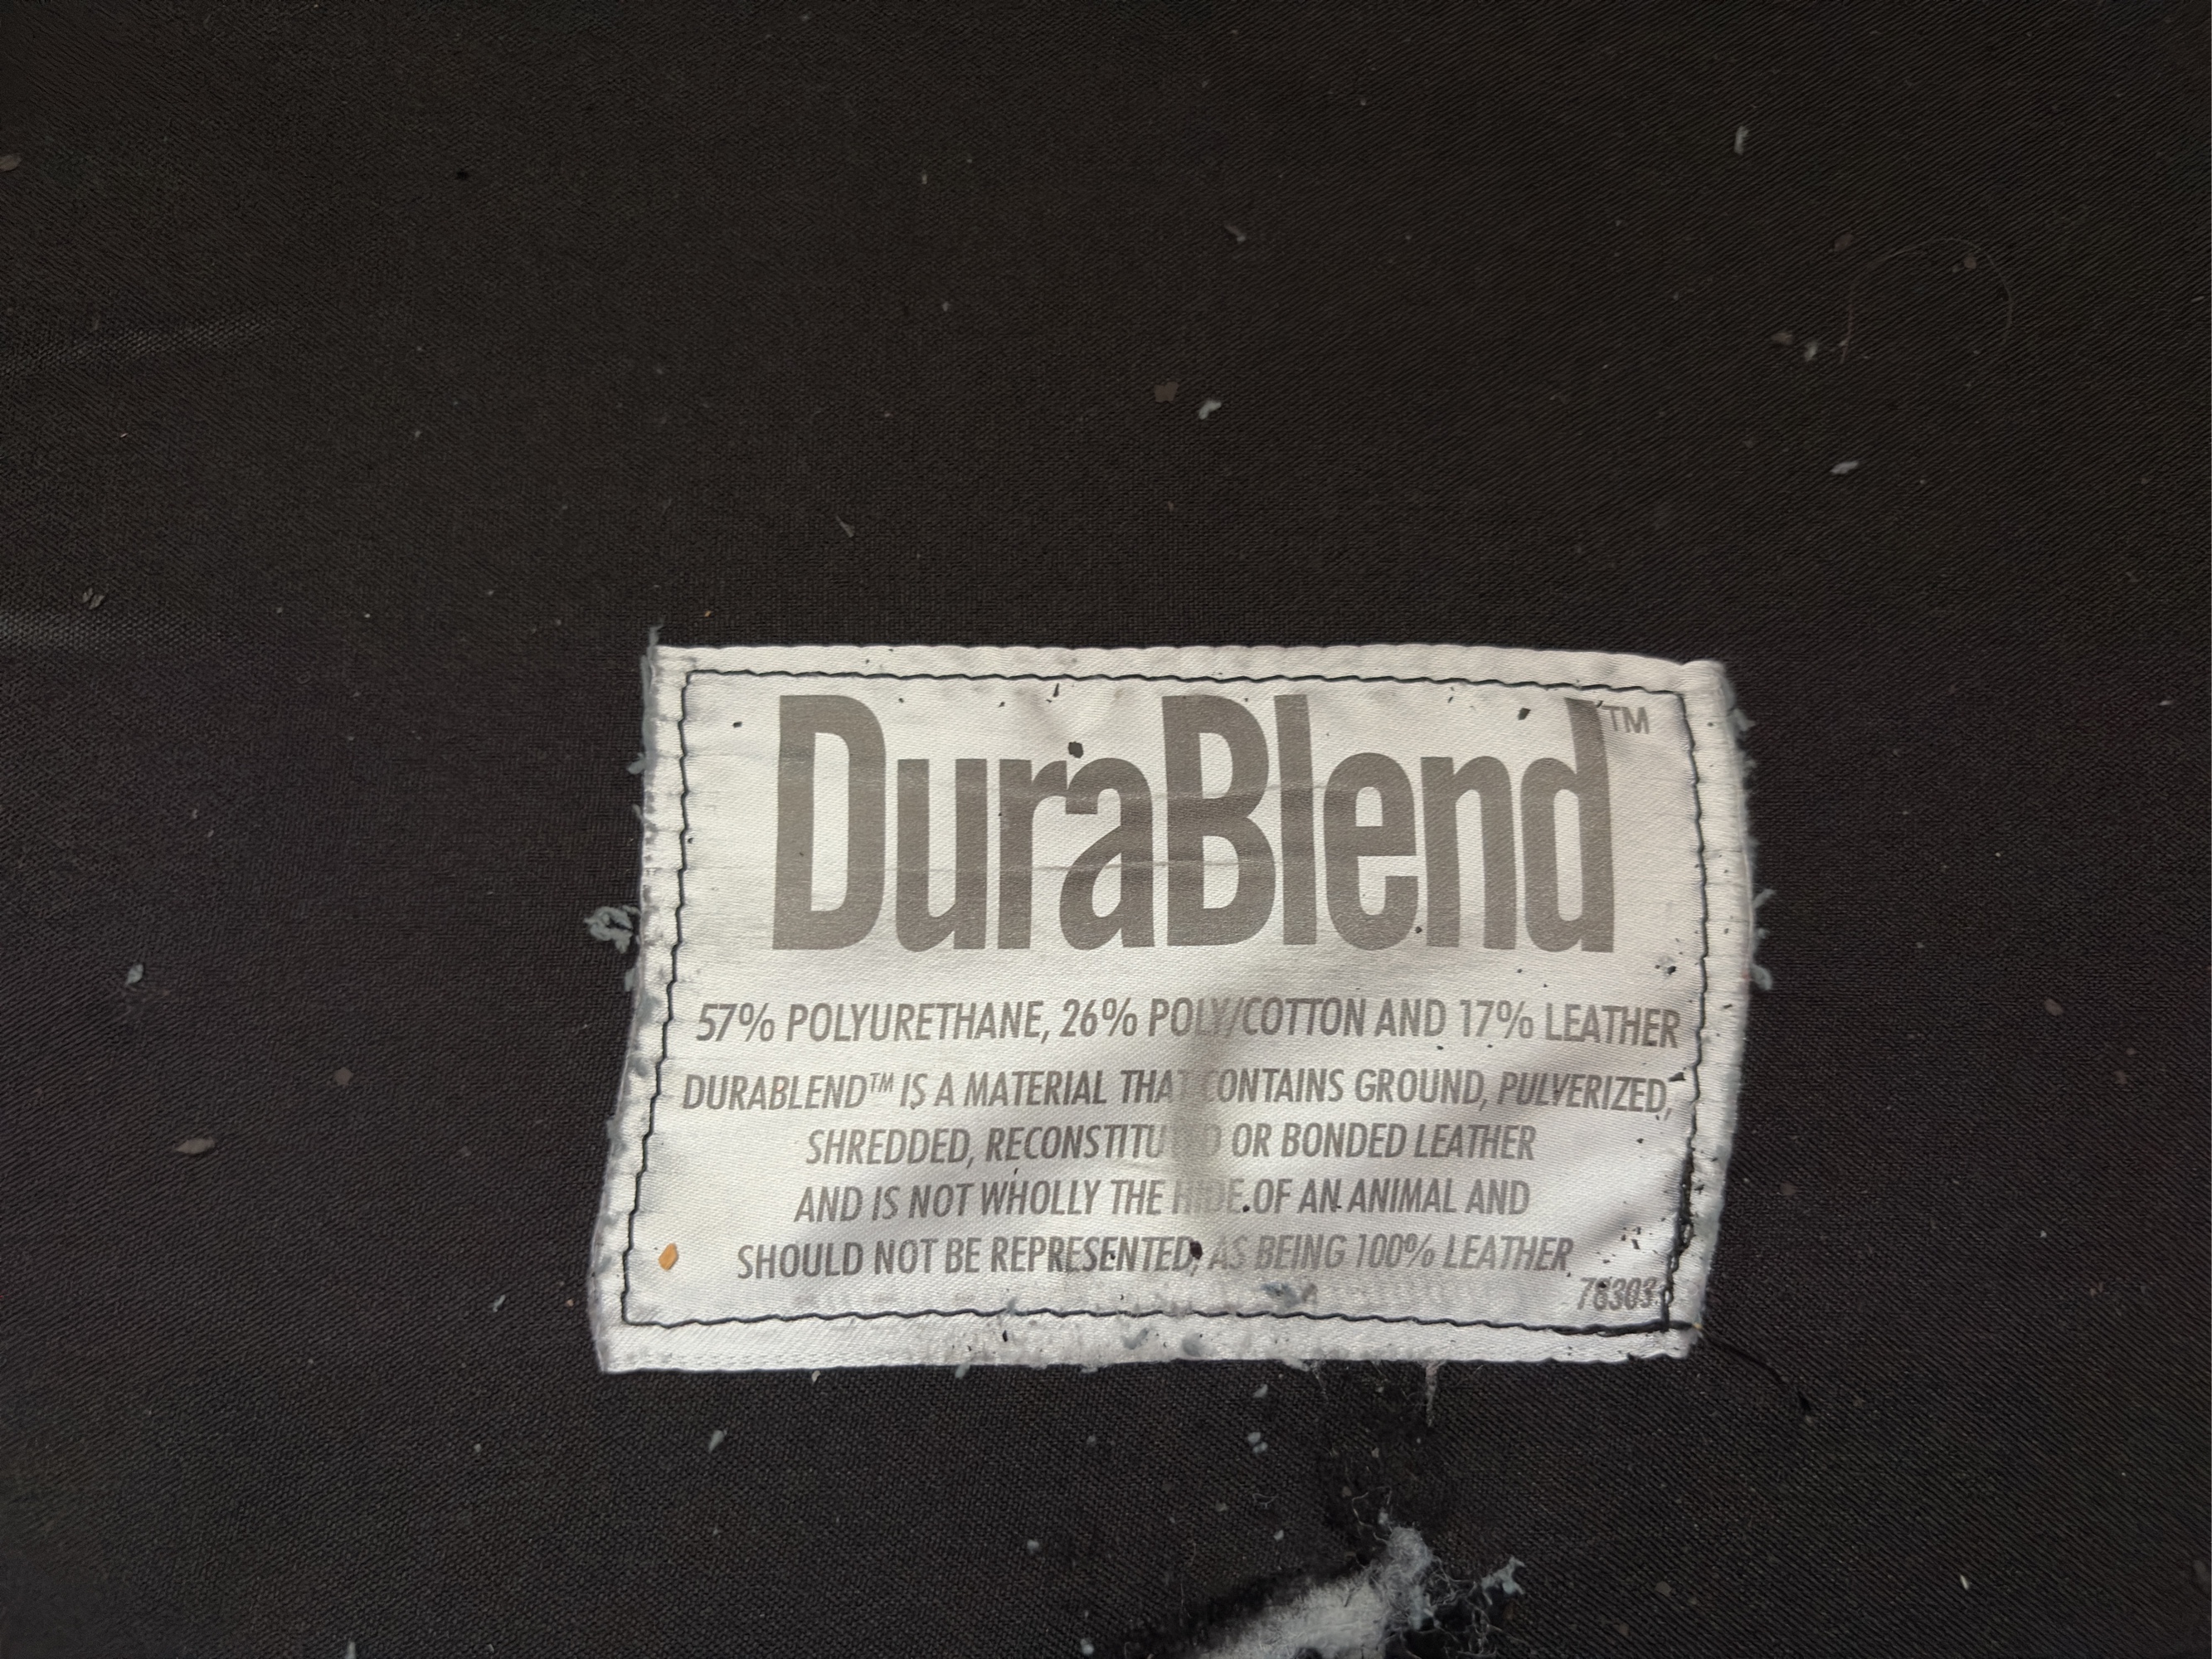 DuraBlend™
57% POLYURETHANE, 26% POLY/COTTON AND 17% LEATHER
DURABLEND™ IS A MATERIAL THAT CONTAINS GROUND, PULVERIZED,
SHREDDED, RECONSTITUTED OR BONDED LEATHER
AND IS NOT WHOLLY THE HIDE OF AN ANIMAL AND
SHOULD NOT BE REPRESENTED AS BEING 100% LEATHER